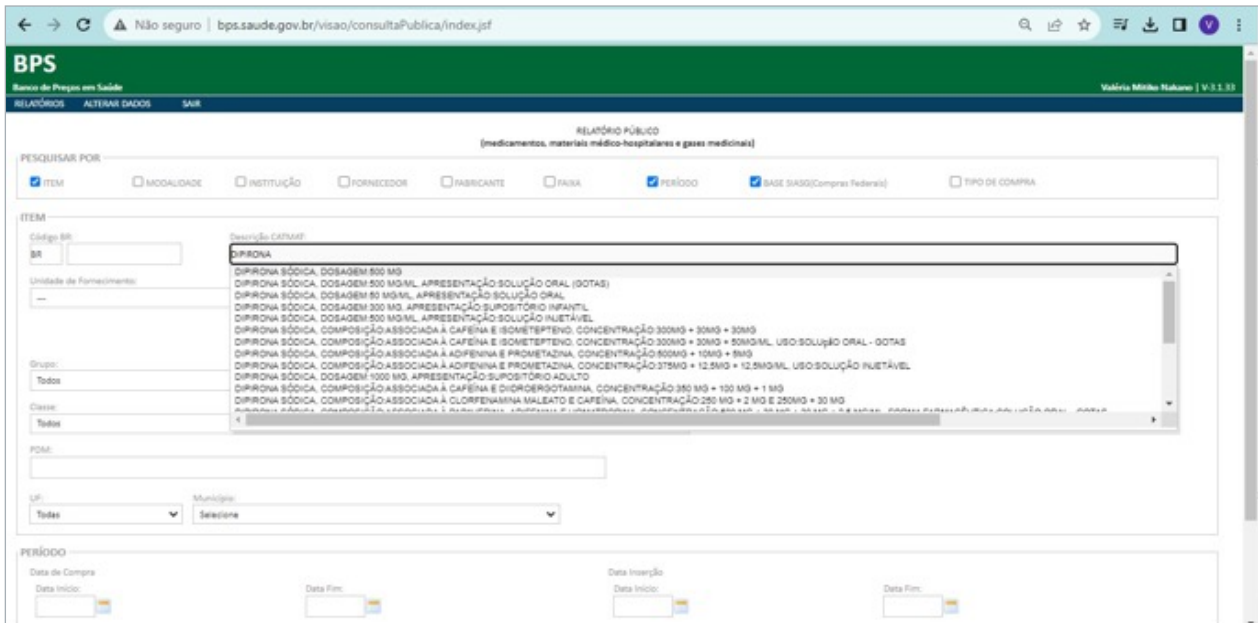 Não seguro | bps.saude.gov.br/visao/consultaPublica/index.jsf V
BPS
Banco de Preços em Saúde
Valéria Mitiko Nakano | V-3.1.33
RELATÓRIOS ALTERAR DADOS SAIR
RELATÓRIO PÚBLICO
(medicamentos, materiais médico-hospitalares e gases medicinais)
PESQUISAR POR
ITEM MODALIDADE INSTITUIÇÃO FORNECEDOR FABRICANTE FAIXA PERÍODO BASE SIASG(Compras Federais) TIPO DE COMPRA
ITEM
Código BR: Descrição CATMAT:
BR DIPIRONA
DIPIRONA SÓDICA, DOSAGEM:500 MG
DIPIRONA SÓDICA, DOSAGEM:500 MG/ML, APRESENTAÇÃO:SOLUÇÃO ORAL (GOTAS)
Unidade de Fornecimento:
DIPIRONA SÓDICA, DOSAGEM:50 MG/ML, APRESENTAÇÃO:SOLUÇÃO ORAL
---
DIPIRONA SÓDICA, DOSAGEM:300 MG, APRESENTAÇÃO:SUPOSITÓRIO INFANTIL
DIPIRONA SÓDICA, DOSAGEM:500 MG/ML, APRESENTAÇÃO:SOLUÇÃO INJETÁVEL
DIPIRONA SÓDICA, COMPOSIÇÃO:ASSOCIADA À CAFEÍNA E ISOMETEPTENO, CONCENTRAÇÃO:300MG + 30MG + 30MG
DIPIRONA SÓDICA, COMPOSIÇÃO:ASSOCIADA À CAFEÍNA E ISOMETEPTENO, CONCENTRAÇÃO:300MG + 30MG + 50MG/ML, USO:SOLUçãO ORAL - GOTAS
DIPIRONA SÓDICA, COMPOSIÇÃO:ASSOCIADA À ADIFENINA E PROMETAZINA, CONCENTRAÇÃO:500MG + 10MG + 5MG
Grupo:
DIPIRONA SÓDICA, COMPOSIÇÃO:ASSOCIADA À ADIFENINA E PROMETAZINA, CONCENTRAÇÃO:375MG + 12,5MG + 12,5MG/ML, USO:SOLUÇÃO INJETÁVEL
Todos
DIPIRONA SÓDICA, DOSAGEM:1000 MG, APRESENTAÇÃO:SUPOSITÓRIO ADULTO
DIPIRONA SÓDICA, COMPOSIÇÃO:ASSOCIADA À CAFEÍNA E DIIDROERGOTAMINA, CONCENTRAÇÃO:350 MG + 100 MG + 1 MG
DIPIRONA SÓDICA, COMPOSIÇÃO:ASSOCIADA À CLORFENAMINA MALEATO E CAFEÍNA, CONCENTRAÇÃO:250 MG + 2 MG E 250MG + 30 MG
Classe:
Todos
PDM:
UF: Município:
Todas Selecione
PERÍODO
Data de Compra Data Inserção
Data Início: Data Fim: Data Início: Data Fim: